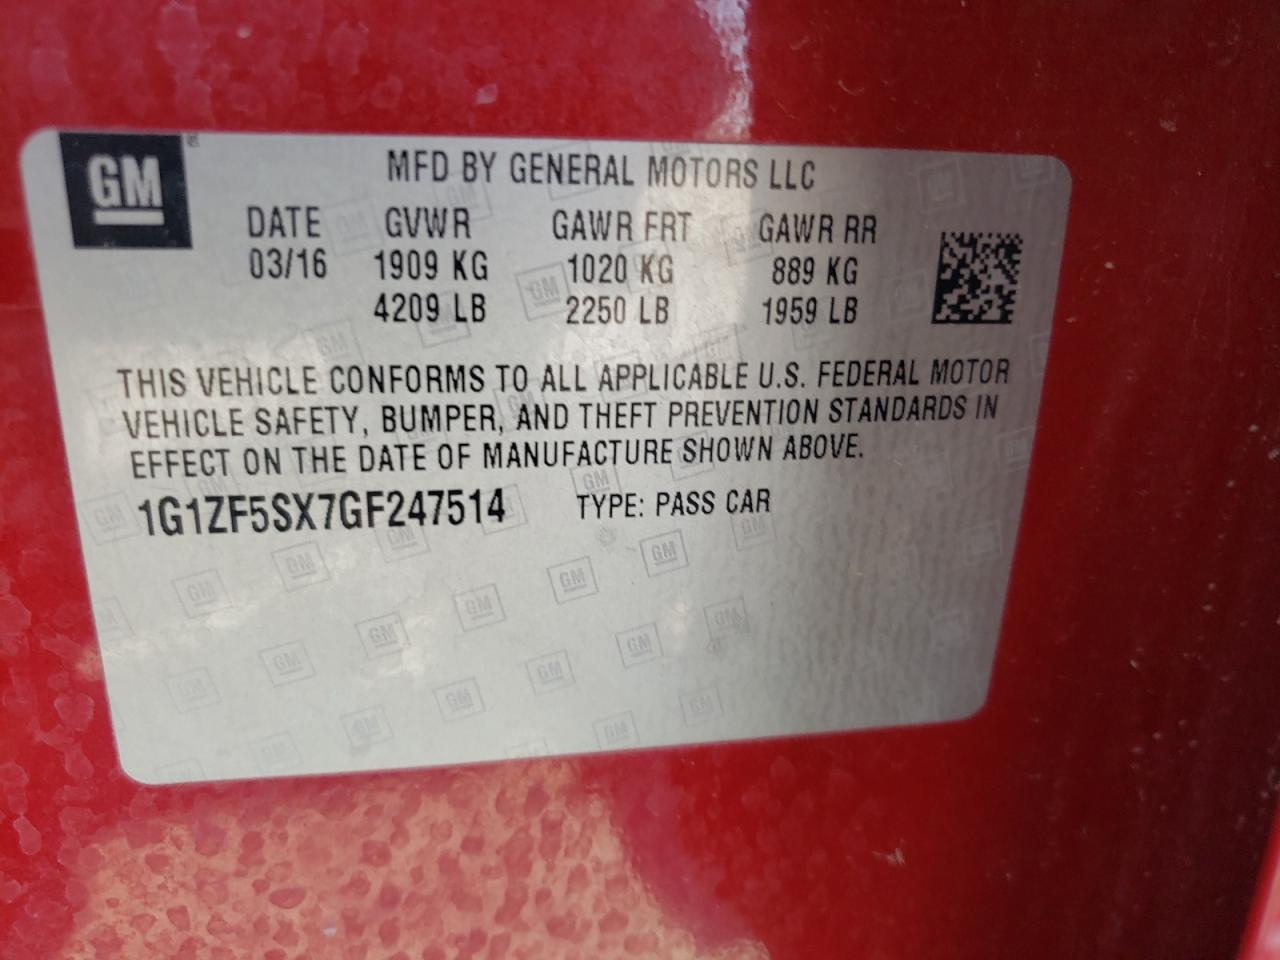 GM
MFD BY GENERAL MOTORS LLC
DATE GVWR GAWR FRT GAWR RR
03/16 1909 KG 1020 KG 889 KG
4209 LB 2250 LB 1959 LB
THIS VEHICLE CONFORMS TO ALL APPLICABLE U.S. FEDERAL MOTOR
VEHICLE SAFETY, BUMPER, AND THEFT PREVENTION STANDARDS IN
EFFECT ON THE DATE OF MANUFACTURE SHOWN ABOVE.
1G1ZF5SX7GF247514 TYPE: PASS CAR